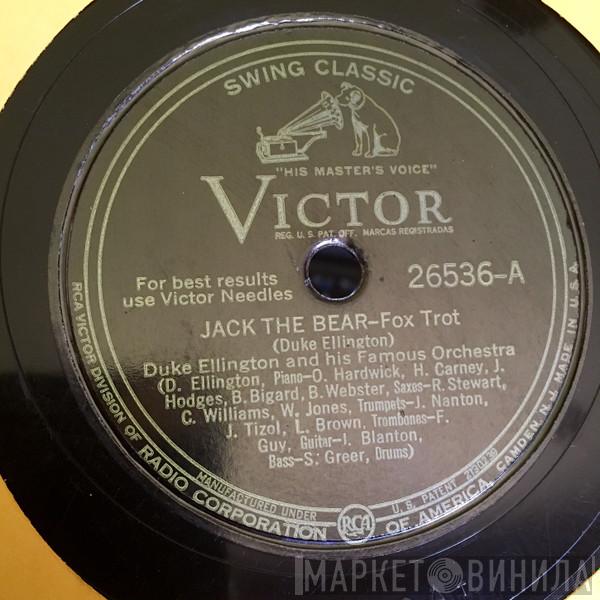 SWING CLASSIC
"HIS MASTER'S VOICE"
VICTOR
REG. U. S. PAT. OFF. MARCAS REGISTRADAS
For best results
use Victor Needles
26536-A
JACK THE BEAR-Fox Trot
(Duke Ellington)
Duke Ellington and his Famous Orchestra
(D. Ellington, Piano-O. Hardwick, H. Carney, J.
Hodges, B. Bigard, B. Webster, Saxos-R. Stewart,
C. Williams, W. Jones, Trumpets-J. Nanton,
J. Tizol, L. Brown, Trombones-F.
Guy, Guitar-J. Blanton,
Bass-S. Greer, Drums)
MANUFACTURED UNDER U. S. PATENT
RCA VICTOR DIVISION OF RADIO CORPORATION OF AMERICA, CAMDEN, N.J. MADE IN U.S.A.
RCA
МАРКЕТ ВИНИЛА